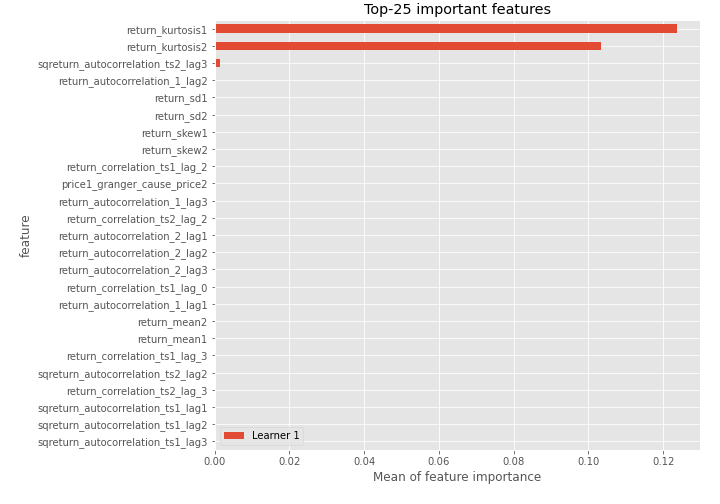 Top-25 important features
return_kurtosis1
return_kurtosis2
sqreturn_autocorrelation_ts2_lag3
return_autocorrelation_1_lag2
return_sd1
return_sd2
return_skew1
return_skew2
return_correlation_ts1_lag_2
price1_granger_cause_price2
return_autocorrelation_1_lag3
return_correlation_ts2_lag_2
return_autocorrelation_2_lag1
return_autocorrelation_2_lag2
return_autocorrelation_2_lag3
return_correlation_ts1_lag_0
return_autocorrelation_1_lag1
return_mean2
return_mean1
return_correlation_ts1_lag_3
sqreturn_autocorrelation_ts2_lag2
return_correlation_ts2_lag_3
sqreturn_autocorrelation_ts1_lag1
sqreturn_autocorrelation_ts1_lag2
sqreturn_autocorrelation_ts1_lag3
feature
Learner 1
0.00 0.02 0.04 0.06 0.08 0.10 0.12
Mean of feature importance